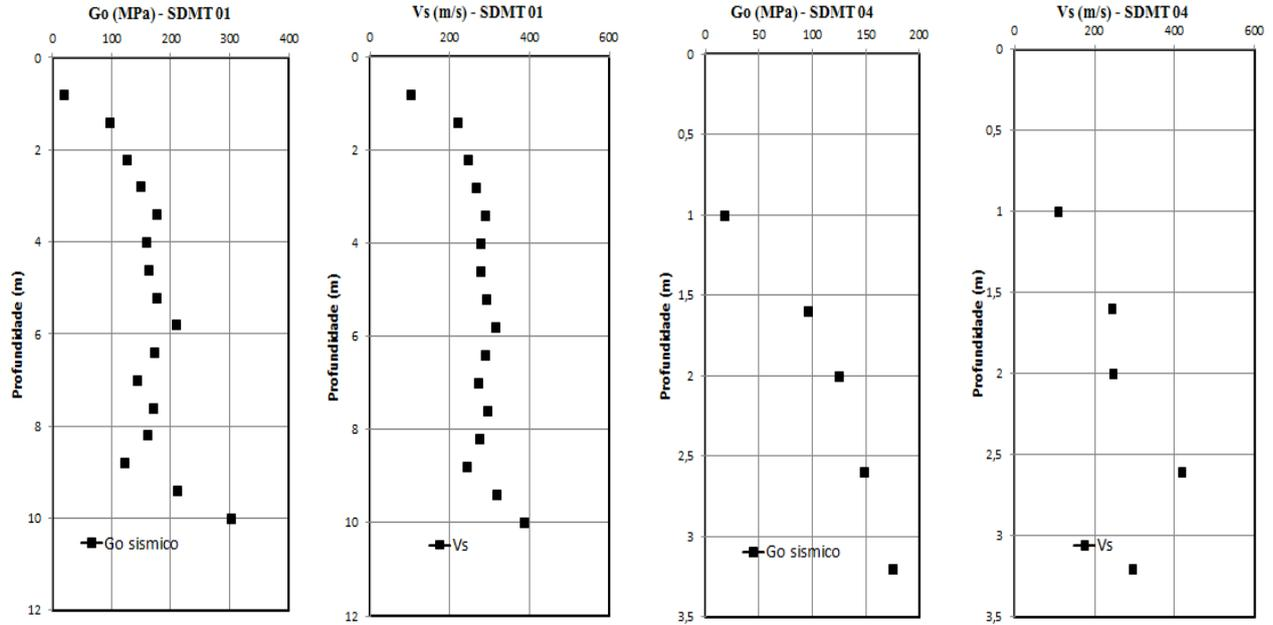 Go (MPa) - SDMT 01
0 100 200 300 400
0
2
4
6
8
10
12
Profundidade (m)
Go sismico
Vs (m/s) - SDMT 01
0 200 400 600
0
2
4
6
8
10
12
Profundidade (m)
Vs
Go (MPa) - SDMT 04
0 50 100 150 200
0
0,5
1
1,5
2
2,5
3
3,5
Profundidade (m)
Go sismico
Vs (m/s) - SDMT 04
0 200 400 600
0
0,5
1
1,5
2
2,5
3
3,5
Profundidade (m)
Vs